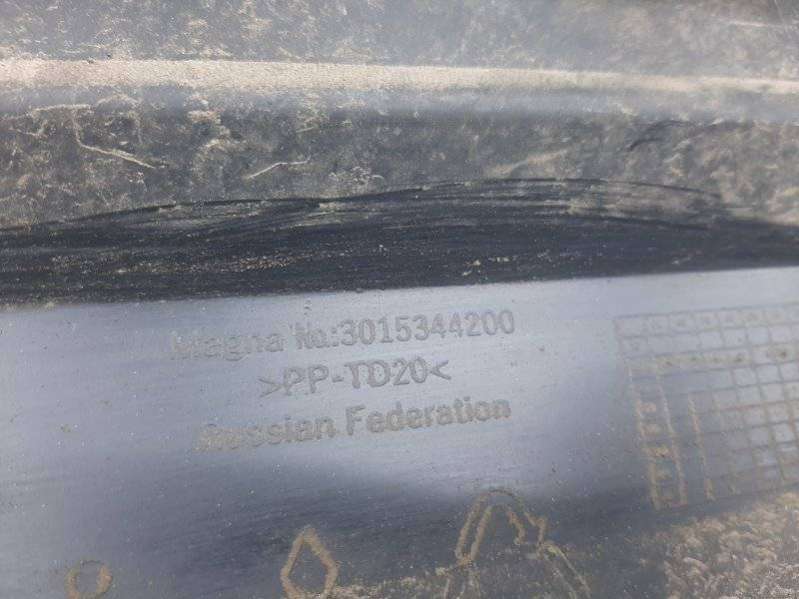 Magna No:3015344200
>PP-TD20<
Russian Federation